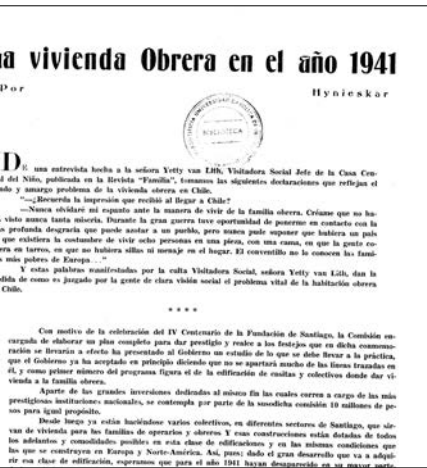 na vivienda Obrera en el año 1941
Por
Hynieskar
BIBLIOTECA
DE una entrevista hecha a la señora Yetty van Lith, Visitadora Social Jefe de la Casa Cen-
al del Niño, publicada en la Revista "Familia", tomamos las siguientes declaraciones que reflejan el
ndo y amargo problema de la vivienda obrera en Chile.
"—¿Recuerda la impresión que recibió al llegar a Chile?
—Nunca olvidaré mi espanto ante la manera de vivir de la familia obrera. Créame que no ha-
visto nunca tanta miseria. Durante la gran guerra tuve oportunidad de ponerme en contacto con la
s profunda desgracia que puede azotar a un pueblo, pero nunca pude suponer que hubiera un país
que existiera la costumbre de vivir ocho personas en una pieza, con una cama, en que la gente co-
era en tarros, en que no hubiera sillas ni menaje en el hogar. El conventillo no lo conocen las fami-
s más pobres de Europa..."
Y estas palabras manifestadas por la culta Visitadora Social, señora Yetty van Lith, dan la
dida de como es juzgado por la gente de clara visión social el problema vital de la habitación obrera
Chile.
* * * *
Con motivo de la celebración del IV Centenario de la Fundación de Santiago, la Comisión en-
cargada de elaborar un plan completo para dar prestigio y realce a los festejos que en dicha conmemo-
ración se llevarán a efecto ha presentado al Gobierno un estudio de lo que se debe llevar a la práctica,
que el Gobierno ya ha aceptado en principio diciendo que no se apartará mucho de las líneas trazadas en
él, y como primer número del programa figura el de la edificación de casitas y colectivos donde dar vi-
vienda a la familia obrera.
Aparte de las grandes inversiones dedicadas al mismo fin las cuales corren a cargo de las más
prestigiosas instituciones nacionales, se contempla por parte de la susodicha comisión 10 millones de pe-
sos para igual propósito.
Desde luego ya están haciéndose varios colectivos, en diferentes sectores de Santiago, que sir-
van de vivienda para las familias de operarios y obreros Y esas construcciones están dotadas de todos
los adelantos y comodidades posibles en esta clase de edificaciones y en las mismas condiciones que
las que se construyen en Europa y Norte-América. Así, pues; dado el gran desarrollo que va a adqui-
rir esa clase de edificación, esperamos que para el año 1941 hayan desaparecido en su mayor parte